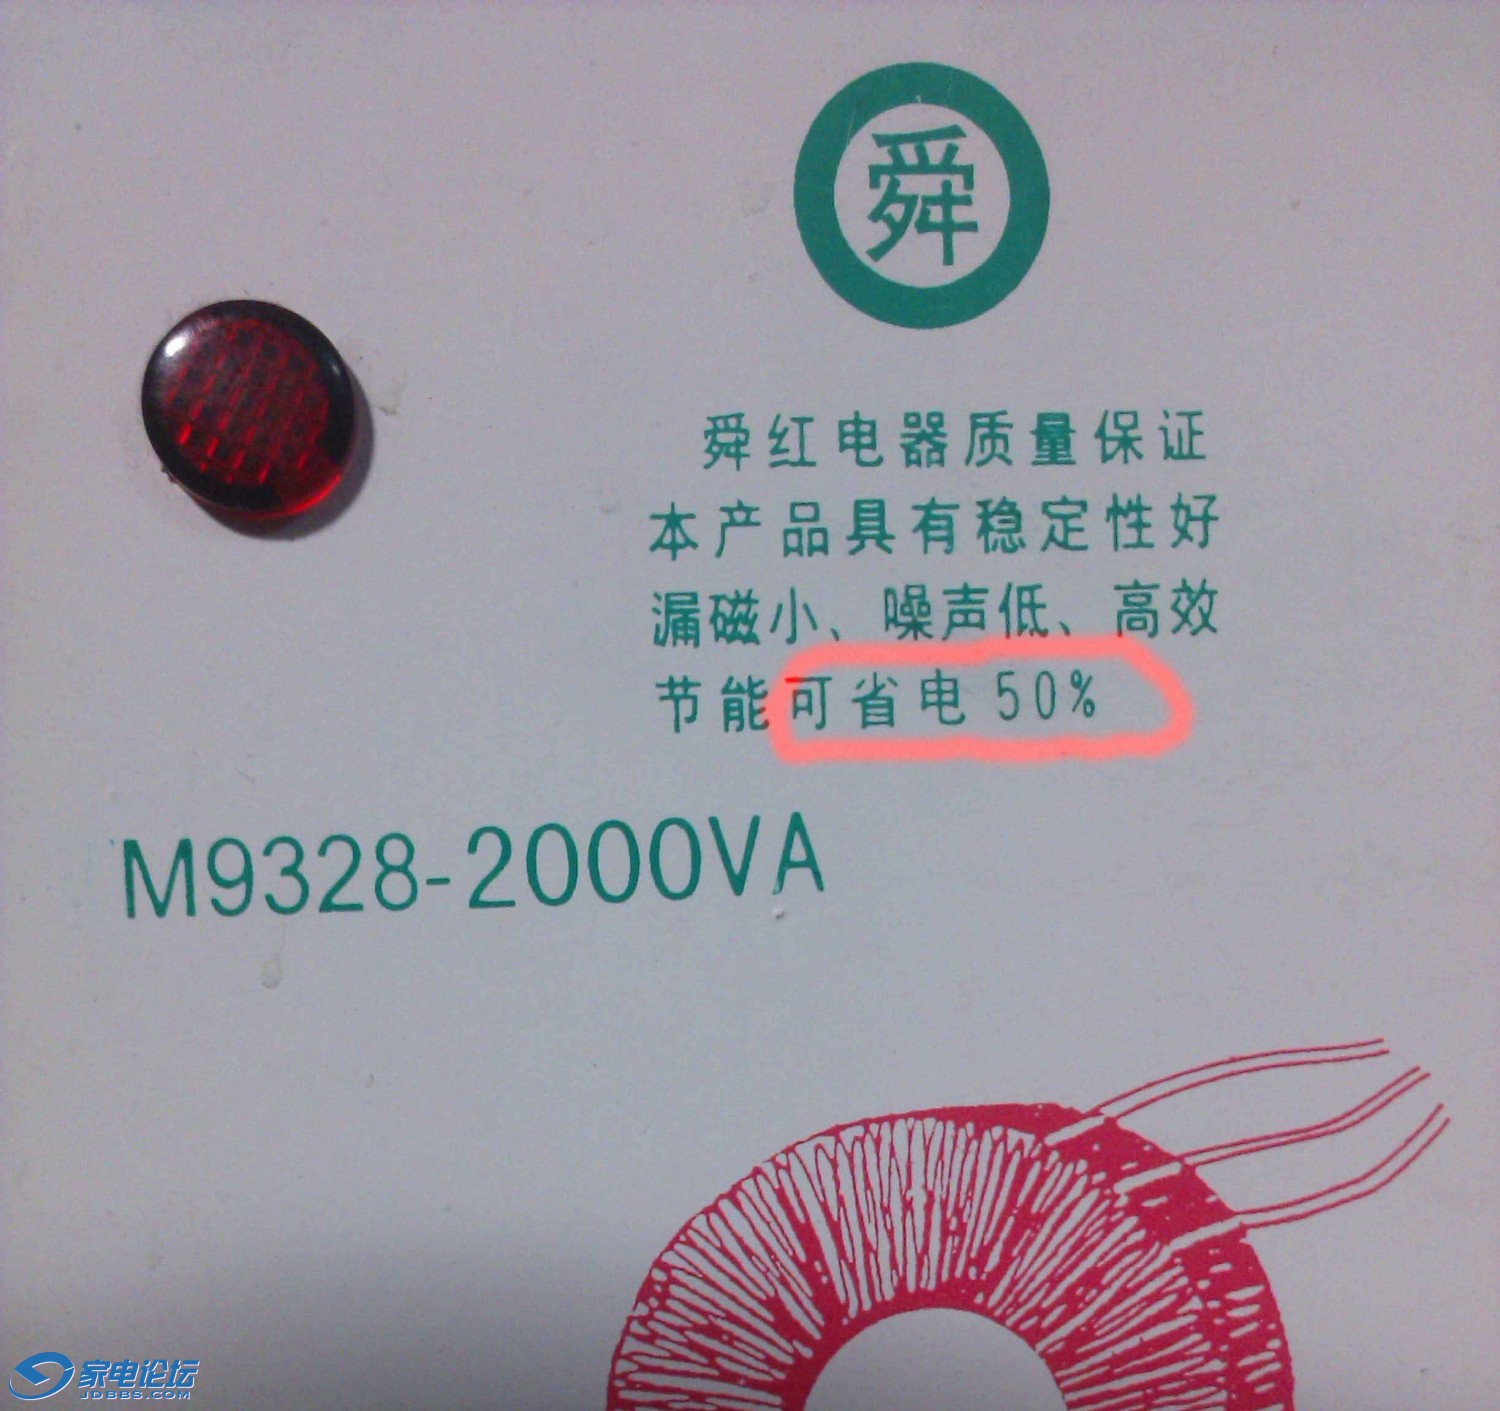 舜
舜红电器质量保证
本产品具有稳定性好
漏磁小、噪声低、高效
节能可省电50%
M9328-2000VA
家电论坛
JDBBS.COM